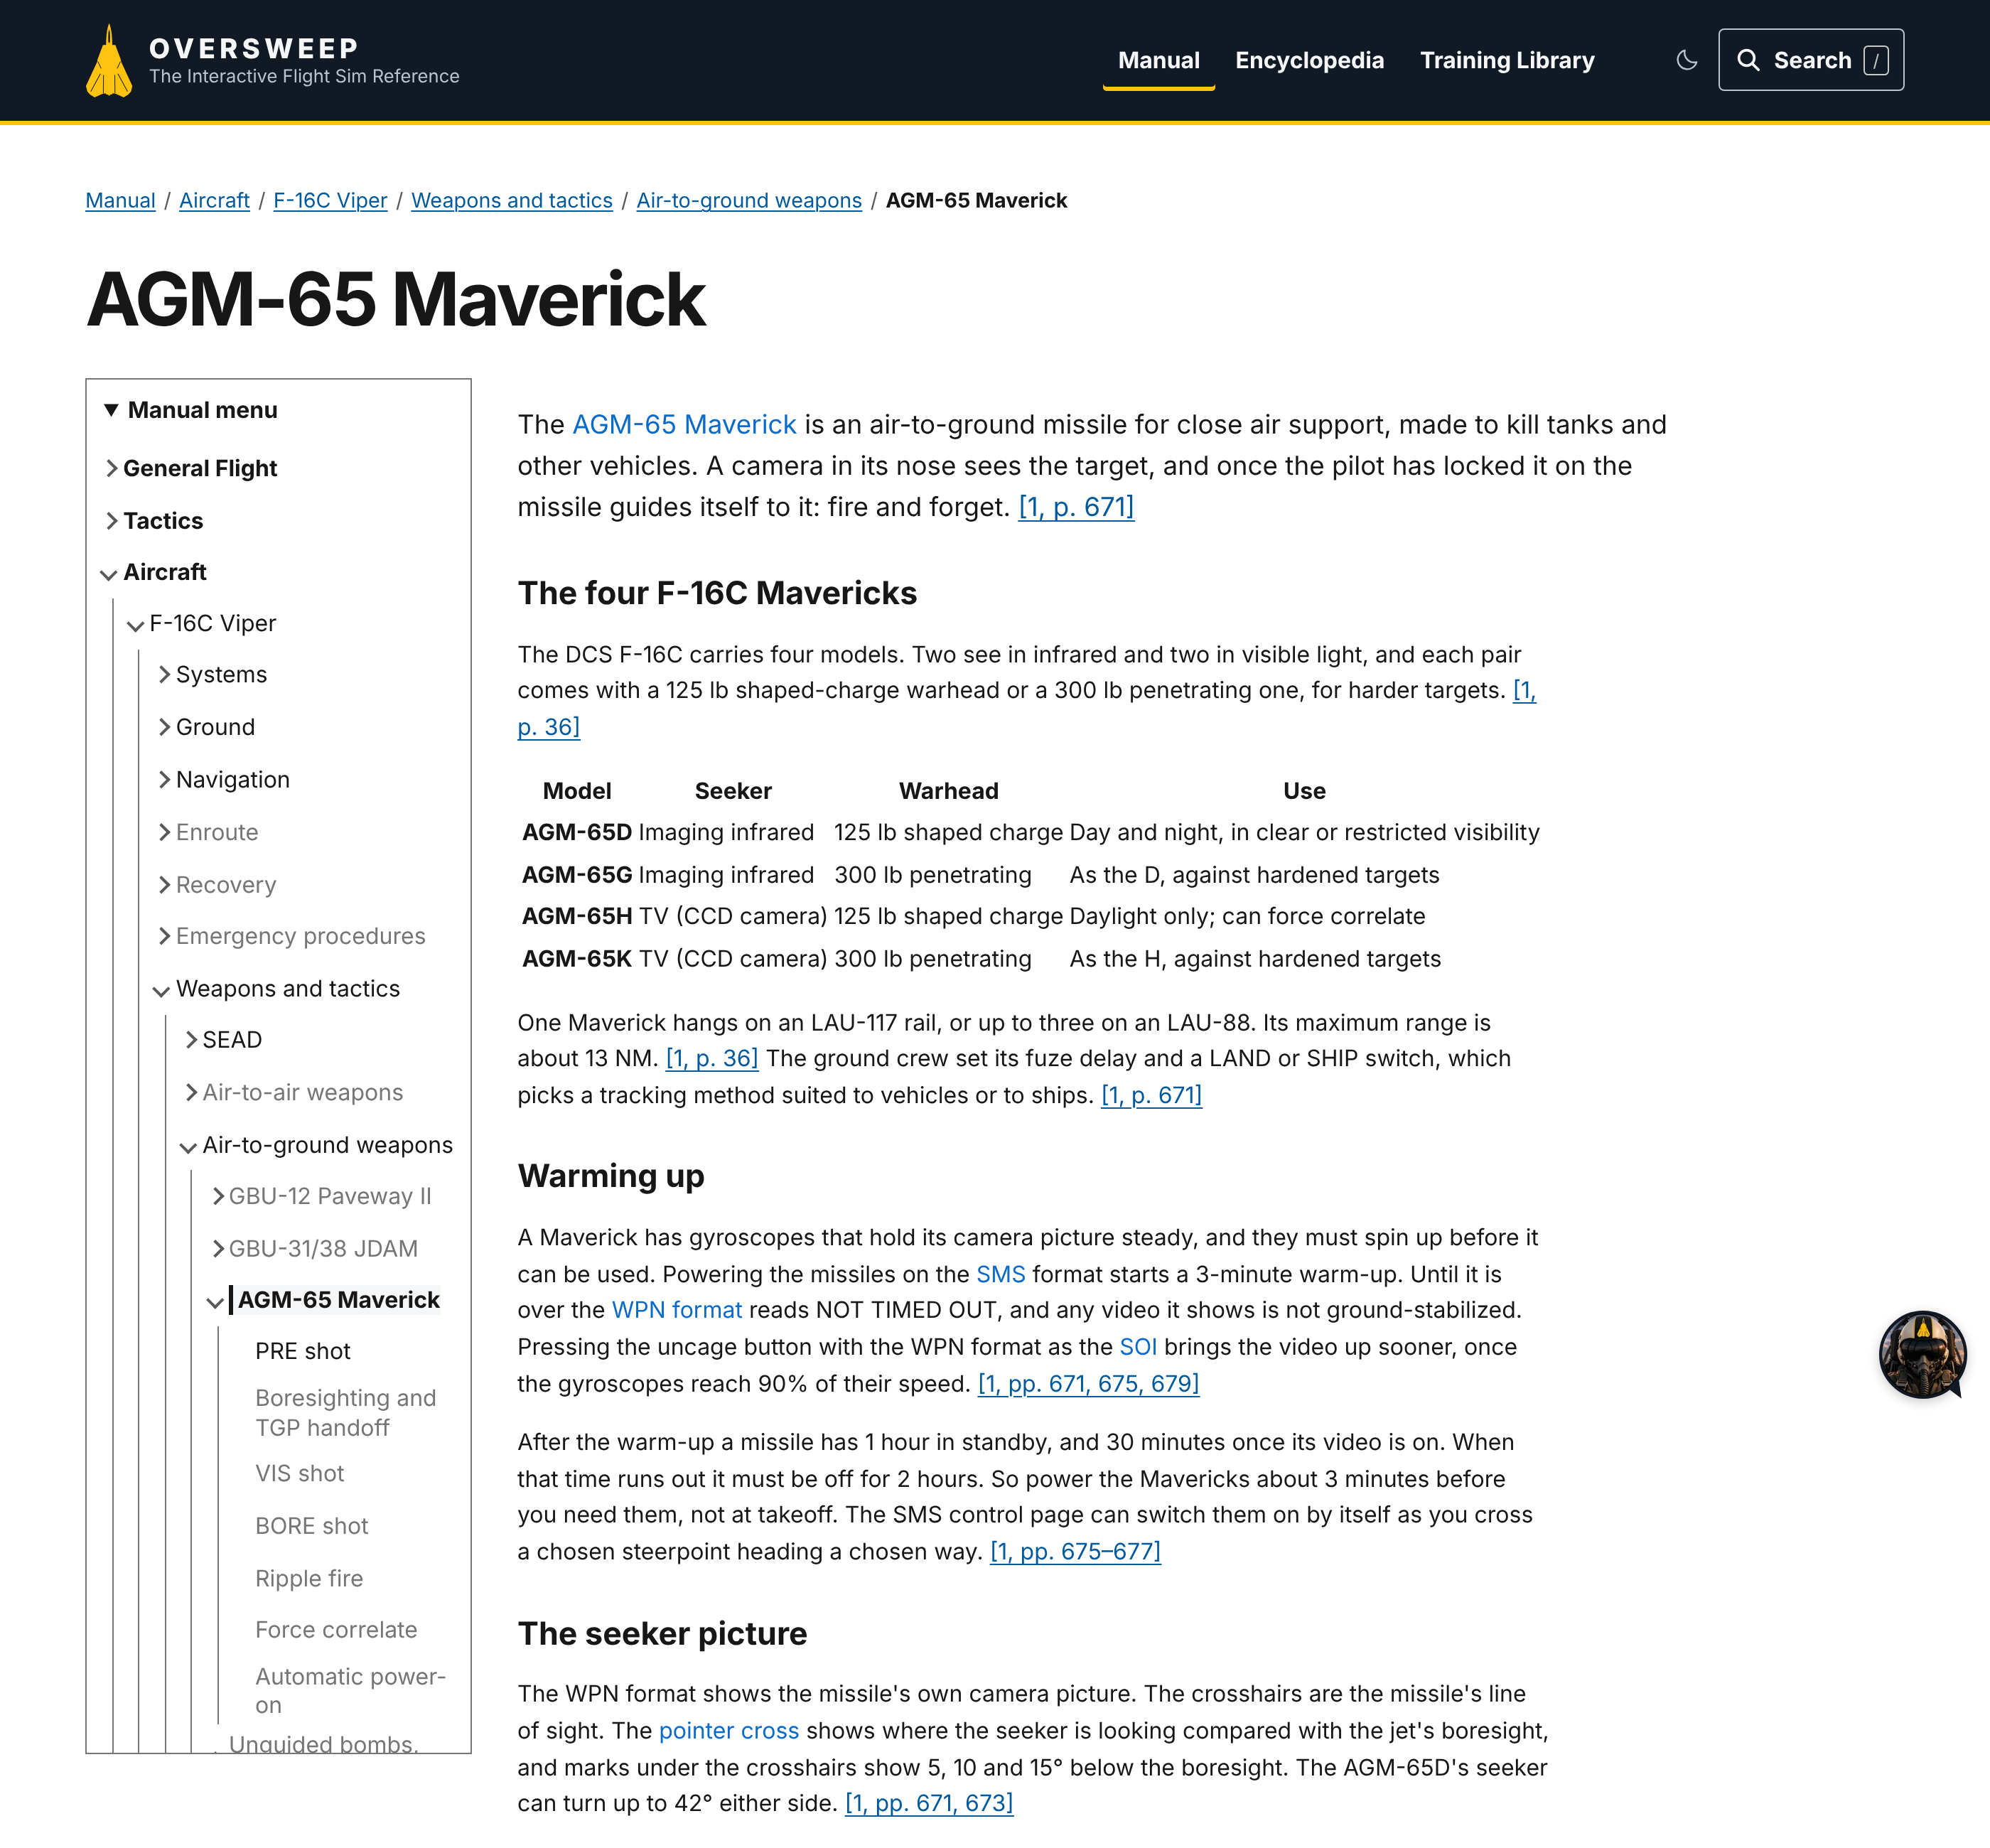 OVERSWEEP
The Interactive Flight Sim Reference
Manual
Encyclopedia
Training Library
Search /
Manual / Aircraft / F-16C Viper / Weapons and tactics / Air-to-ground weapons / AGM-65 Maverick
AGM-65 Maverick
Manual menu
General Flight
Tactics
Aircraft
F-16C Viper
Systems
Ground
Navigation
Enroute
Recovery
Emergency procedures
Weapons and tactics
SEAD
Air-to-air weapons
Air-to-ground weapons
GBU-12 Paveway II
GBU-31/38 JDAM
AGM-65 Maverick
PRE shot
Boresighting and
TGP handoff
VIS shot
BORE shot
Ripple fire
Force correlate
Automatic power-
on
Unguided bombs,
The AGM-65 Maverick is an air-to-ground missile for close air support, made to kill tanks and
other vehicles. A camera in its nose sees the target, and once the pilot has locked it on the
missile guides itself to it: fire and forget. [1, p. 671]
The four F-16C Mavericks
The DCS F-16C carries four models. Two see in infrared and two in visible light, and each pair
comes with a 125 lb shaped-charge warhead or a 300 lb penetrating one, for harder targets. [1,
p. 36]
Model Seeker Warhead Use
AGM-65D Imaging infrared 125 lb shaped charge Day and night, in clear or restricted visibility
AGM-65G Imaging infrared 300 lb penetrating As the D, against hardened targets
AGM-65H TV (CCD camera) 125 lb shaped charge Daylight only; can force correlate
AGM-65K TV (CCD camera) 300 lb penetrating As the H, against hardened targets
One Maverick hangs on an LAU-117 rail, or up to three on an LAU-88. Its maximum range is
about 13 NM. [1, p. 36] The ground crew set its fuze delay and a LAND or SHIP switch, which
picks a tracking method suited to vehicles or to ships. [1, p. 671]
Warming up
A Maverick has gyroscopes that hold its camera picture steady, and they must spin up before it
can be used. Powering the missiles on the SMS format starts a 3-minute warm-up. Until it is
over the WPN format reads NOT TIMED OUT, and any video it shows is not ground-stabilized.
Pressing the uncage button with the WPN format as the SOI brings the video up sooner, once
the gyroscopes reach 90% of their speed. [1, pp. 671, 675, 679]
After the warm-up a missile has 1 hour in standby, and 30 minutes once its video is on. When
that time runs out it must be off for 2 hours. So power the Mavericks about 3 minutes before
you need them, not at takeoff. The SMS control page can switch them on by itself as you cross
a chosen steerpoint heading a chosen way. [1, pp. 675–677]
The seeker picture
The WPN format shows the missile's own camera picture. The crosshairs are the missile's line
of sight. The pointer cross shows where the seeker is looking compared with the jet's boresight,
and marks under the crosshairs show 5, 10 and 15° below the boresight. The AGM-65D's seeker
can turn up to 42° either side. [1, pp. 671, 673]